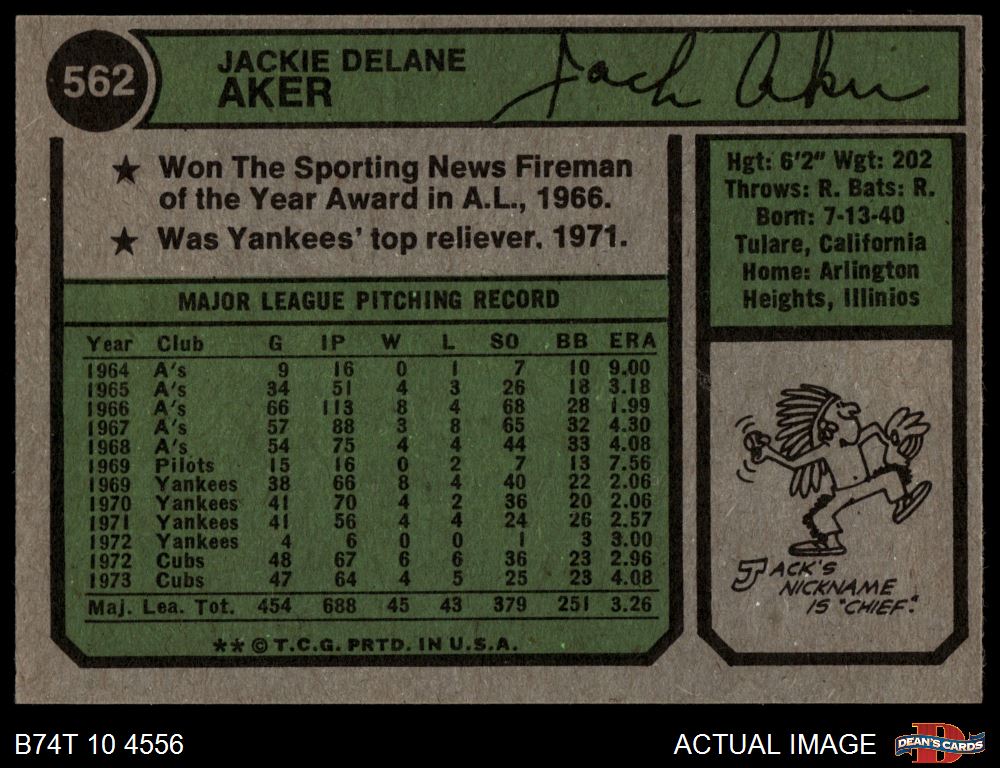 562
JACKIE DELANE
AKER
Jack Aker
★ Won The Sporting News Fireman
of the Year Award in A.L., 1966.
★ Was Yankees' top reliever. 1971.
Hgt: 6'2" Wgt: 202
Throws: R. Bats: R.
Born: 7-13-40
Tulare, California
Home: Arlington
Heights, Illinios
MAJOR LEAGUE PITCHING RECORD
Year Club G IP W L SO BB ERA
1964 A's 9 16 0 1 7 10 9.00
1965 A's 34 51 4 3 26 18 3.18
1966 A's 66 113 8 4 68 28 1.99
1967 A's 57 88 3 8 65 32 4.30
1968 A's 54 75 4 4 44 33 4.08
1969 Pilots 15 16 0 2 7 13 7.56
1969 Yankees 38 66 8 4 40 22 2.06
1970 Yankees 41 70 4 2 36 20 2.06
1971 Yankees 41 56 4 4 24 26 2.57
1972 Yankees 4 6 0 0 1 3 3.00
1972 Cubs 48 67 6 6 36 23 2.96
1973 Cubs 47 64 4 5 25 23 4.08
Maj. Lea. Tot. 454 688 45 43 379 251 3.26
** © T.C.G. PRTD. IN U.S.A.
JACK'S
NICKNAME
IS "CHIEF".
B74T 10 4556
ACTUAL IMAGE
DEAN'S CARDS